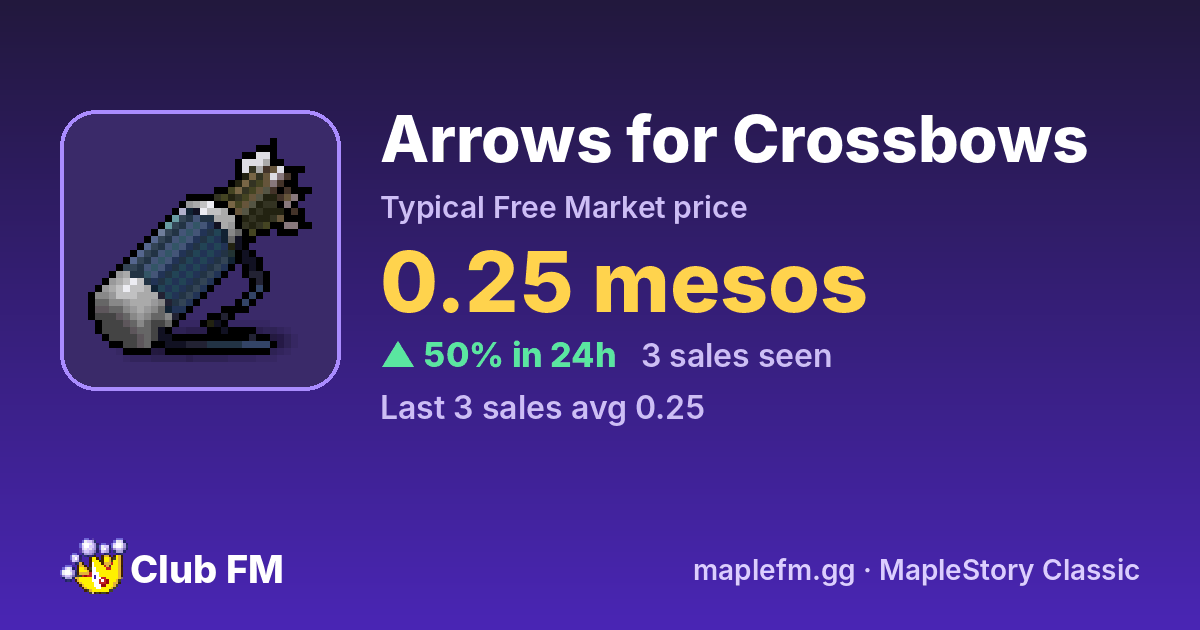 Arrows for Crossbows
Typical Free Market price
0.25 mesos
▲ 50% in 24h 3 sales seen
Last 3 sales avg 0.25
Club FM
maplefm.gg · MapleStory Classic